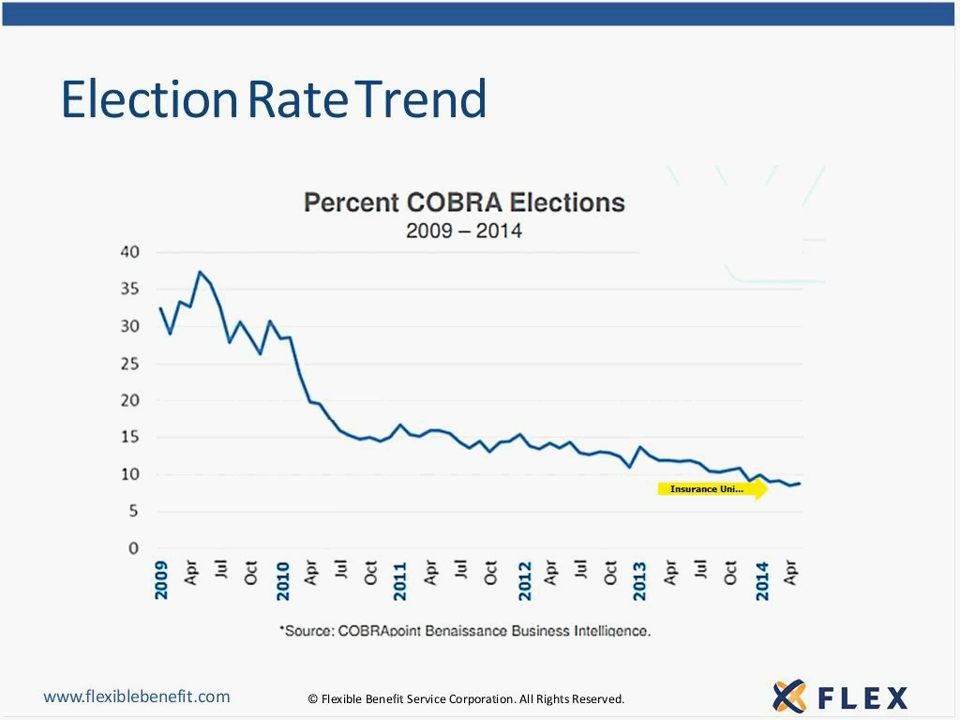 Election Rate Trend
Percent COBRA Elections
2009 – 2014
40
35
30
25
20
15
10
5
0
Insurance Uni...
2009 Apr Jul Oct 2010 Apr Jul Oct 2011 Apr Jul Oct 2012 Apr Jul Oct 2013 Apr Jul Oct 2014 Apr
*Source: COBRApoint Benaissance Business Intelligence.
www.flexiblebenefit.com
© Flexible Benefit Service Corporation. All Rights Reserved.
FLEX